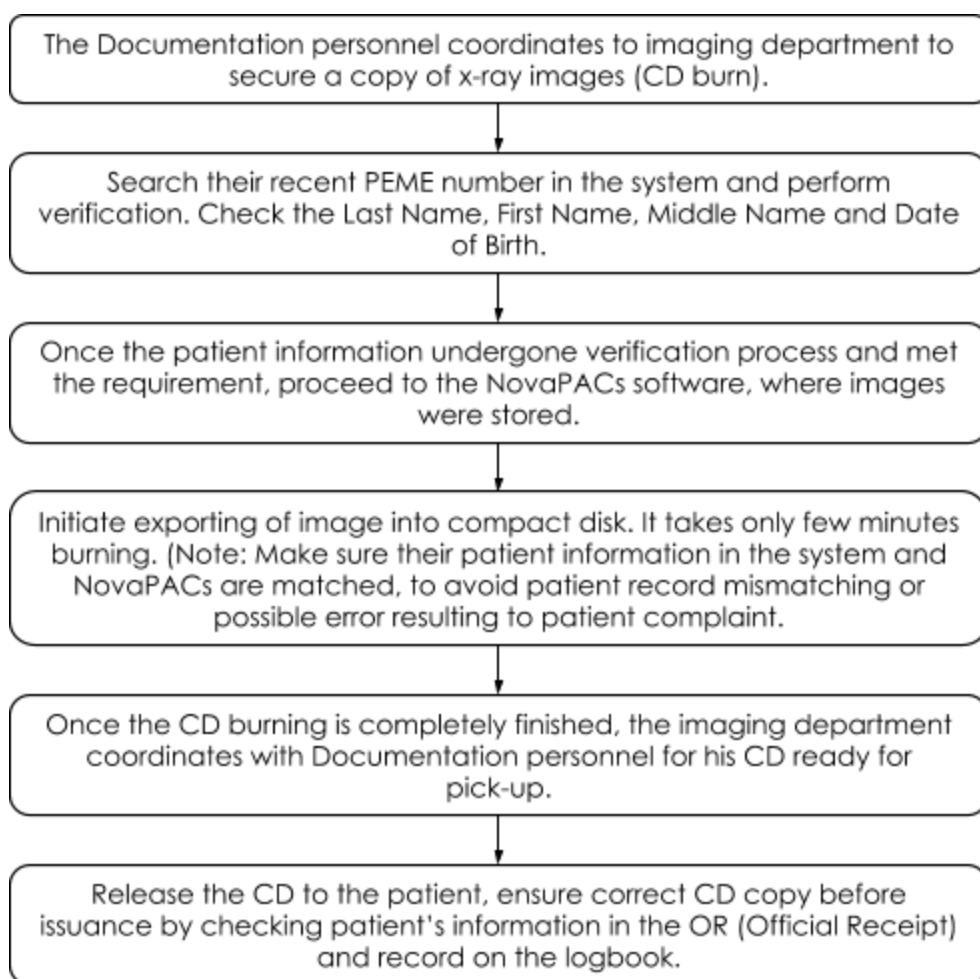 The Documentation personnel coordinates to imaging department to
secure a copy of x-ray images (CD burn).
Search their recent PEME number in the system and perform
verification. Check the Last Name, First Name, Middle Name and Date
of Birth.
Once the patient information undergone verification process and met
the requirement, proceed to the NovaPACs software, where images
were stored.
Initiate exporting of image into compact disk. It takes only few minutes
burning. (Note: Make sure their patient information in the system and
NovaPACs are matched, to avoid patient record mismatching or
possible error resulting to patient complaint.
Once the CD burning is completely finished, the imaging department
coordinates with Documentation personnel for his CD ready for
pick-up.
Release the CD to the patient, ensure correct CD copy before
issuance by checking patient's information in the OR (Official Receipt)
and record on the logbook.